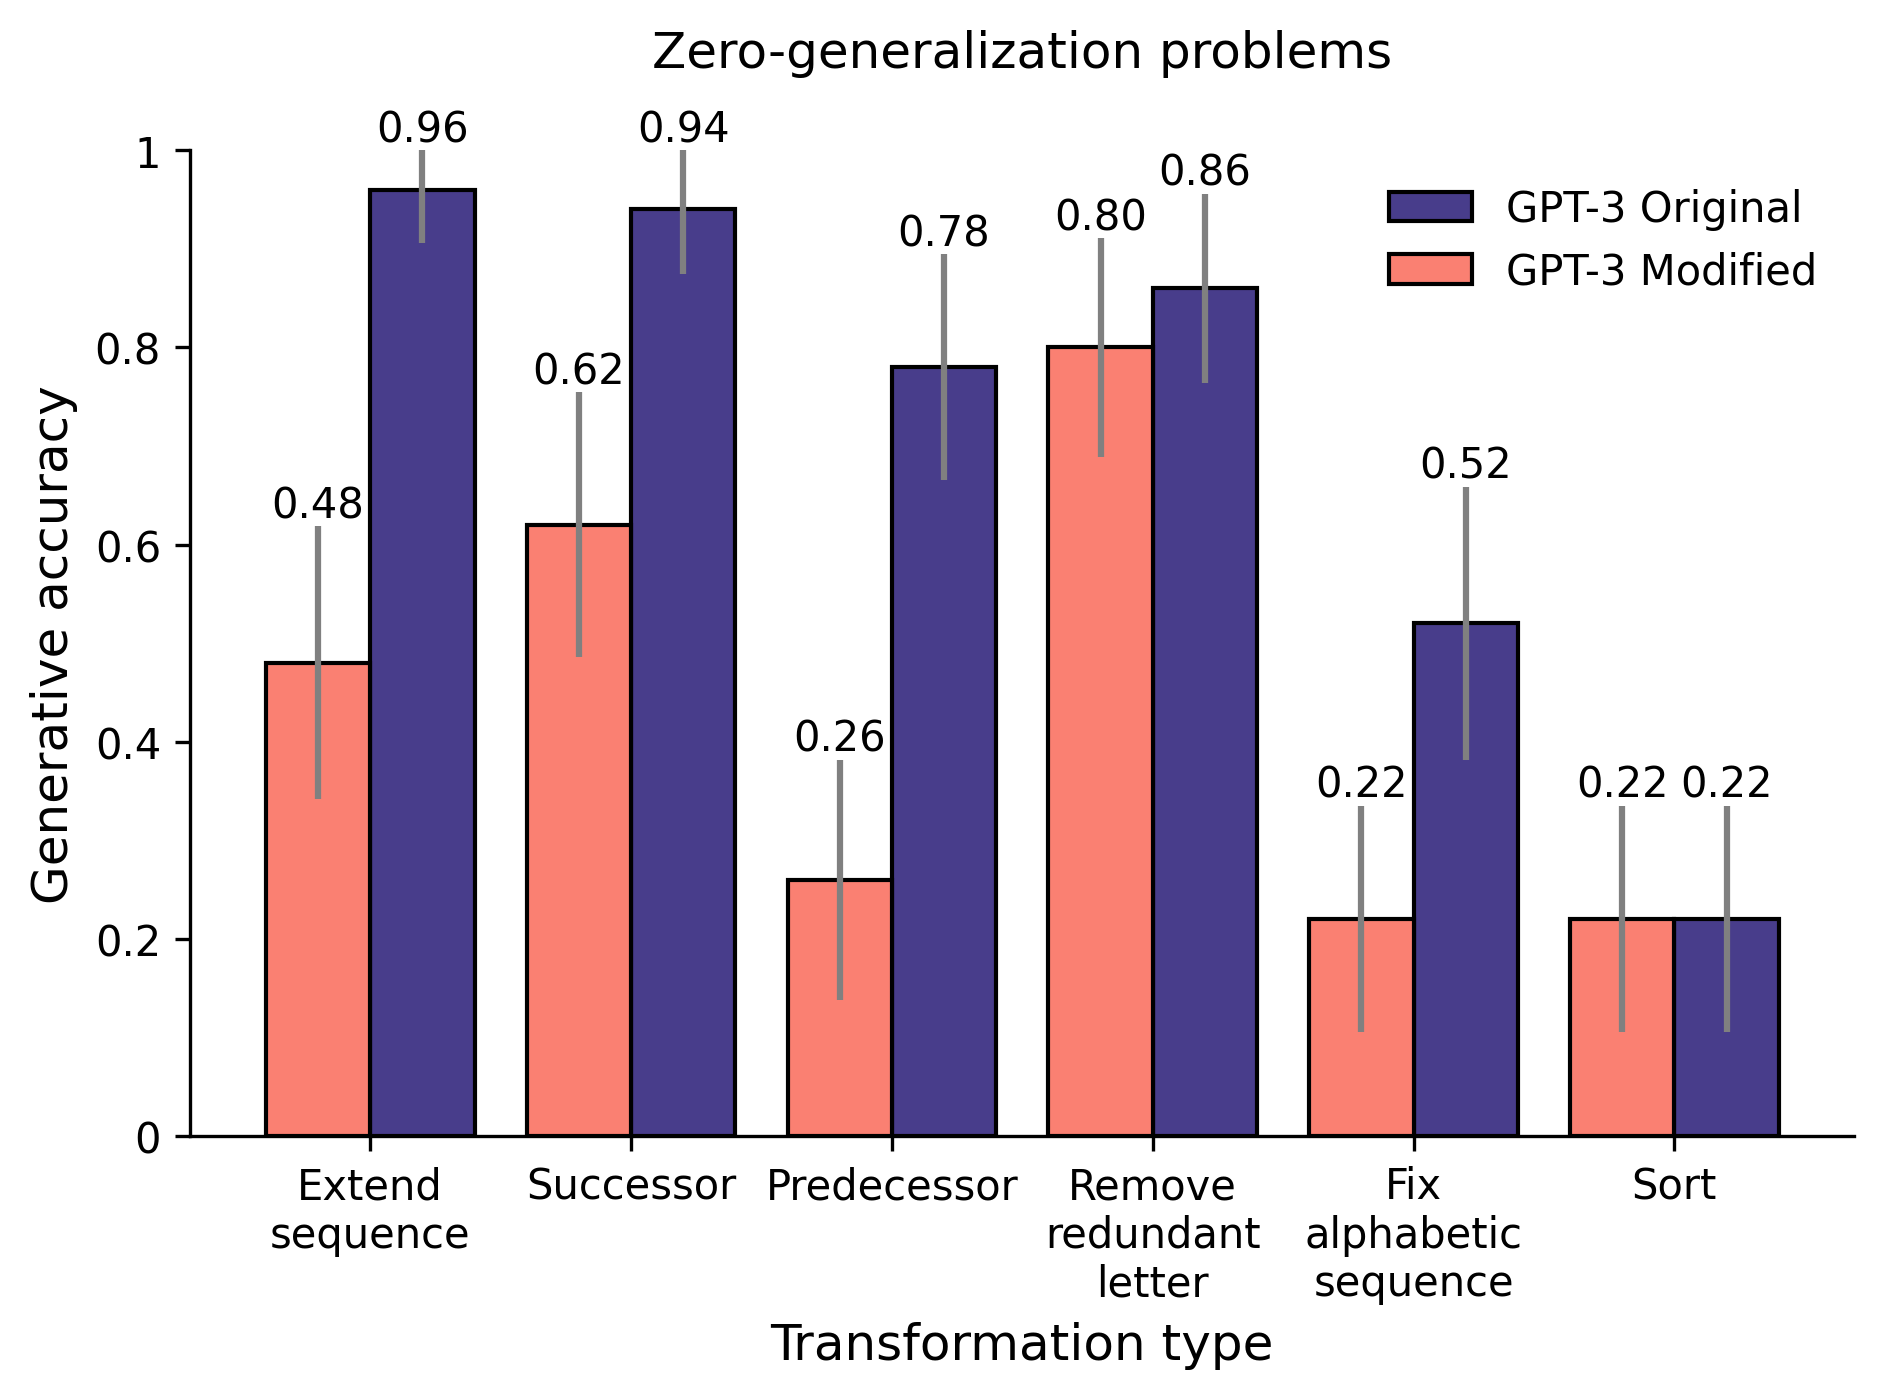 Zero-generalization problems
GPT-3 Original
GPT-3 Modified
Generative accuracy
1
0.8
0.6
0.4
0.2
0
0.48
0.96
0.62
0.94
0.26
0.78
0.80
0.86
0.22
0.52
0.22
0.22
Extend
sequence
Successor
Predecessor
Remove
redundant
letter
Fix
alphabetic
sequence
Sort
Transformation type